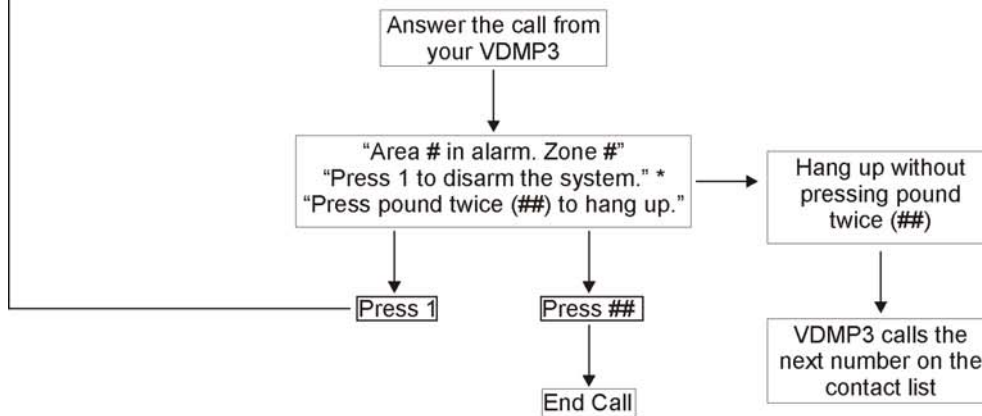 Answer the call from
your VDMP3
“Area # in alarm. Zone #”
“Press 1 to disarm the system.” *
“Press pound twice (##) to hang up.”
Hang up without
pressing pound
twice (##)
Press 1
Press ##
VDMP3 calls the
next number on the
contact list
End Call